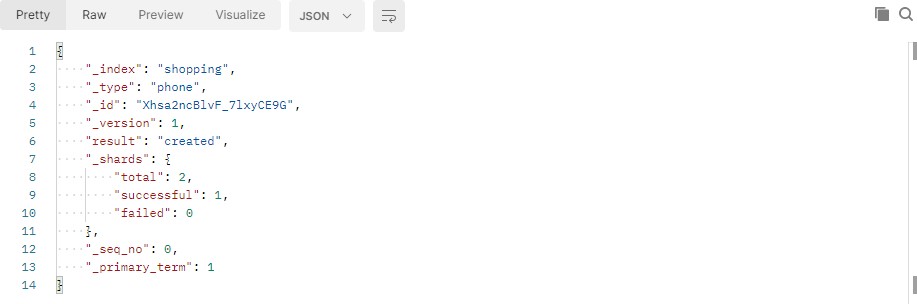 Pretty Raw Preview Visualize JSON
1 {
2 "_index": "shopping",
3 "_type": "phone",
4 "_id": "Xhsa2ncBlvF_7lxyCE9G",
5 "_version": 1,
6 "result": "created",
7 "_shards": {
8 "total": 2,
9 "successful": 1,
10 "failed": 0
11 },
12 "_seq_no": 0,
13 "_primary_term": 1
14 }